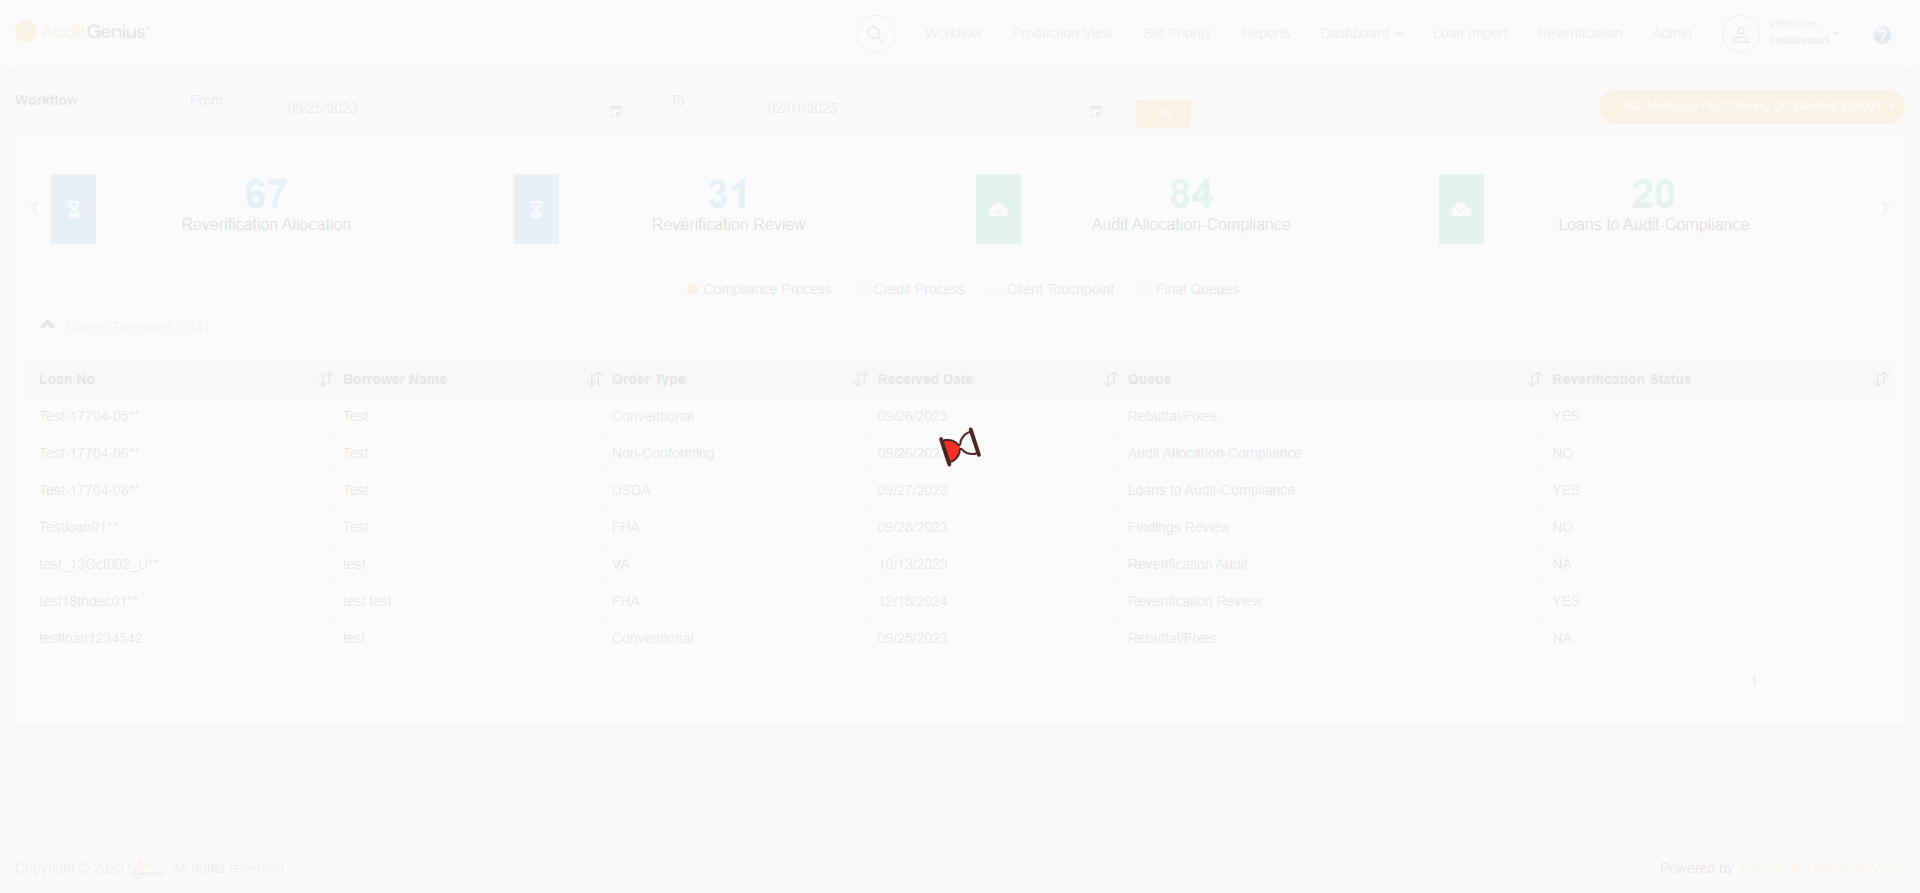 AuditGenius
Workflow Production View Set Priority Reports Dashboard Loan Import Reverification Admin
Welcome,
Debabrata1
Workflow From 09/25/2023 To 02/01/2025 Go
A&D Mortgage Post-Closing QC Blended 836001
67
Reverification Allocation
31
Reverification Review
84
Audit Allocation-Compliance
20
Loans to Audit-Compliance
Compliance Process Credit Process Client Touchpoint Final Queues
Orders Received (514)
Loan No Borrower Name Order Type Received Date Queue Reverification Status
Test-17704-05** Test Conventional 09/26/2023 Rebuttal/Fixes YES
Test-17704-06** Test Non-Conforming 09/26/202 Audit Allocation-Compliance NO
Test-17704-08** Test USDA 09/27/2023 Loans to Audit-Compliance YES
Testloan01** Test FHA 09/28/2023 Findings Review NO
test_13Oct002_U** test VA 10/13/2023 Reverification Audit NA
test18thdec01** test test FHA 12/18/2024 Reverification Review YES
testloan1234542 test Conventional 09/25/2023 Rebuttal/Fixes NA
1
Copyright © 2023 All rights reserved.
Powered by Indecomm Global Services